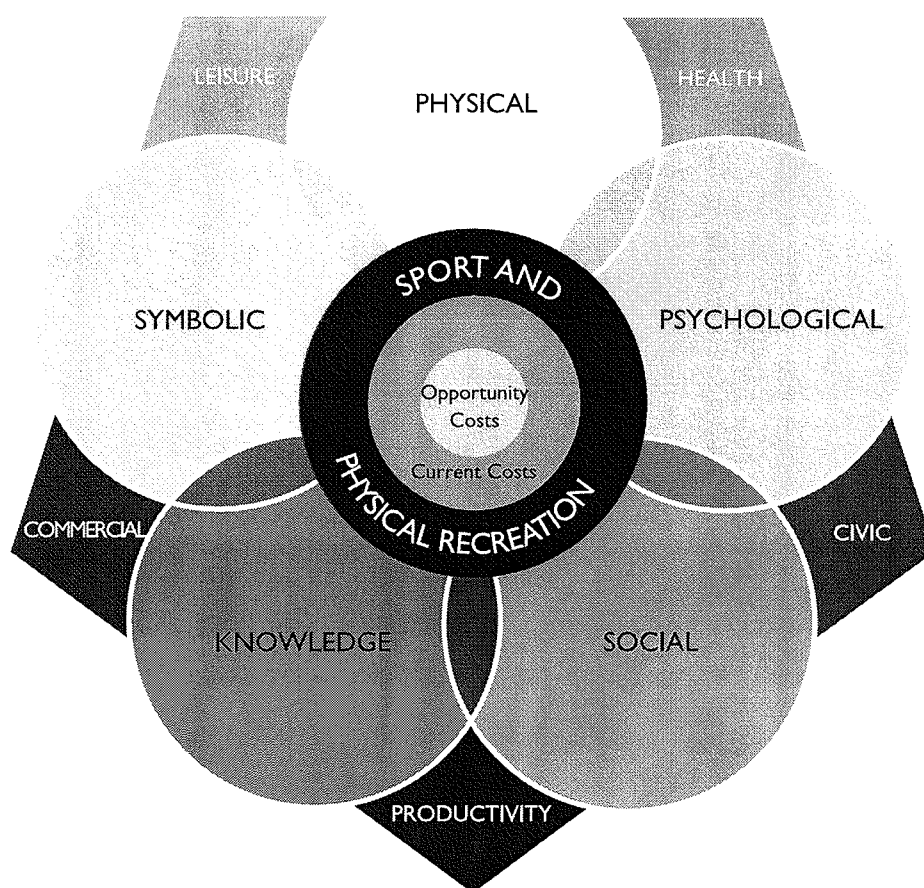 LEISURE
HEALTH
PHYSICAL
SYMBOLIC
PSYCHOLOGICAL
SPORT AND
PHYSICAL RECREATION
Opportunity
Costs
Current Costs
COMMERCIAL
CIVIC
KNOWLEDGE
SOCIAL
PRODUCTIVITY